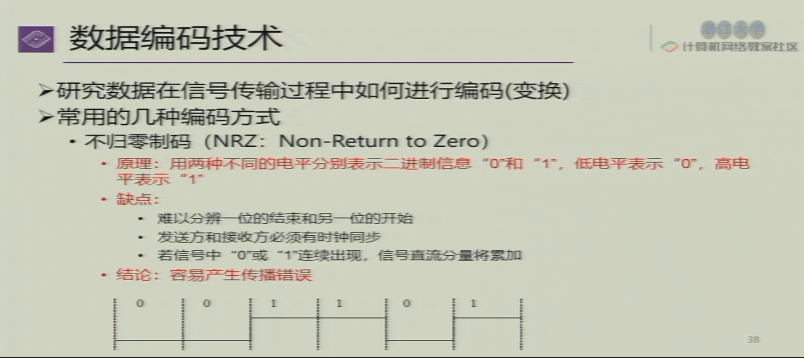 数据编码技术
浙江大学
计算机网络教案社区
➢研究数据在信号传输过程中如何进行编码(变换)
➢常用的几种编码方式
• 不归零制码（NRZ：Non-Return to Zero）
• 原理：用两种不同的电平分别表示二进制信息“0”和“1”，低电平表示“0”，高电
平表示“1”
• 缺点：
• 难以分辨一位的结束和另一位的开始
• 发送方和接收方必须有时钟同步
• 若信号中“0”或“1”连续出现，信号直流分量将累加
• 结论：容易产生传播错误
0 0 1 1 0 1
38